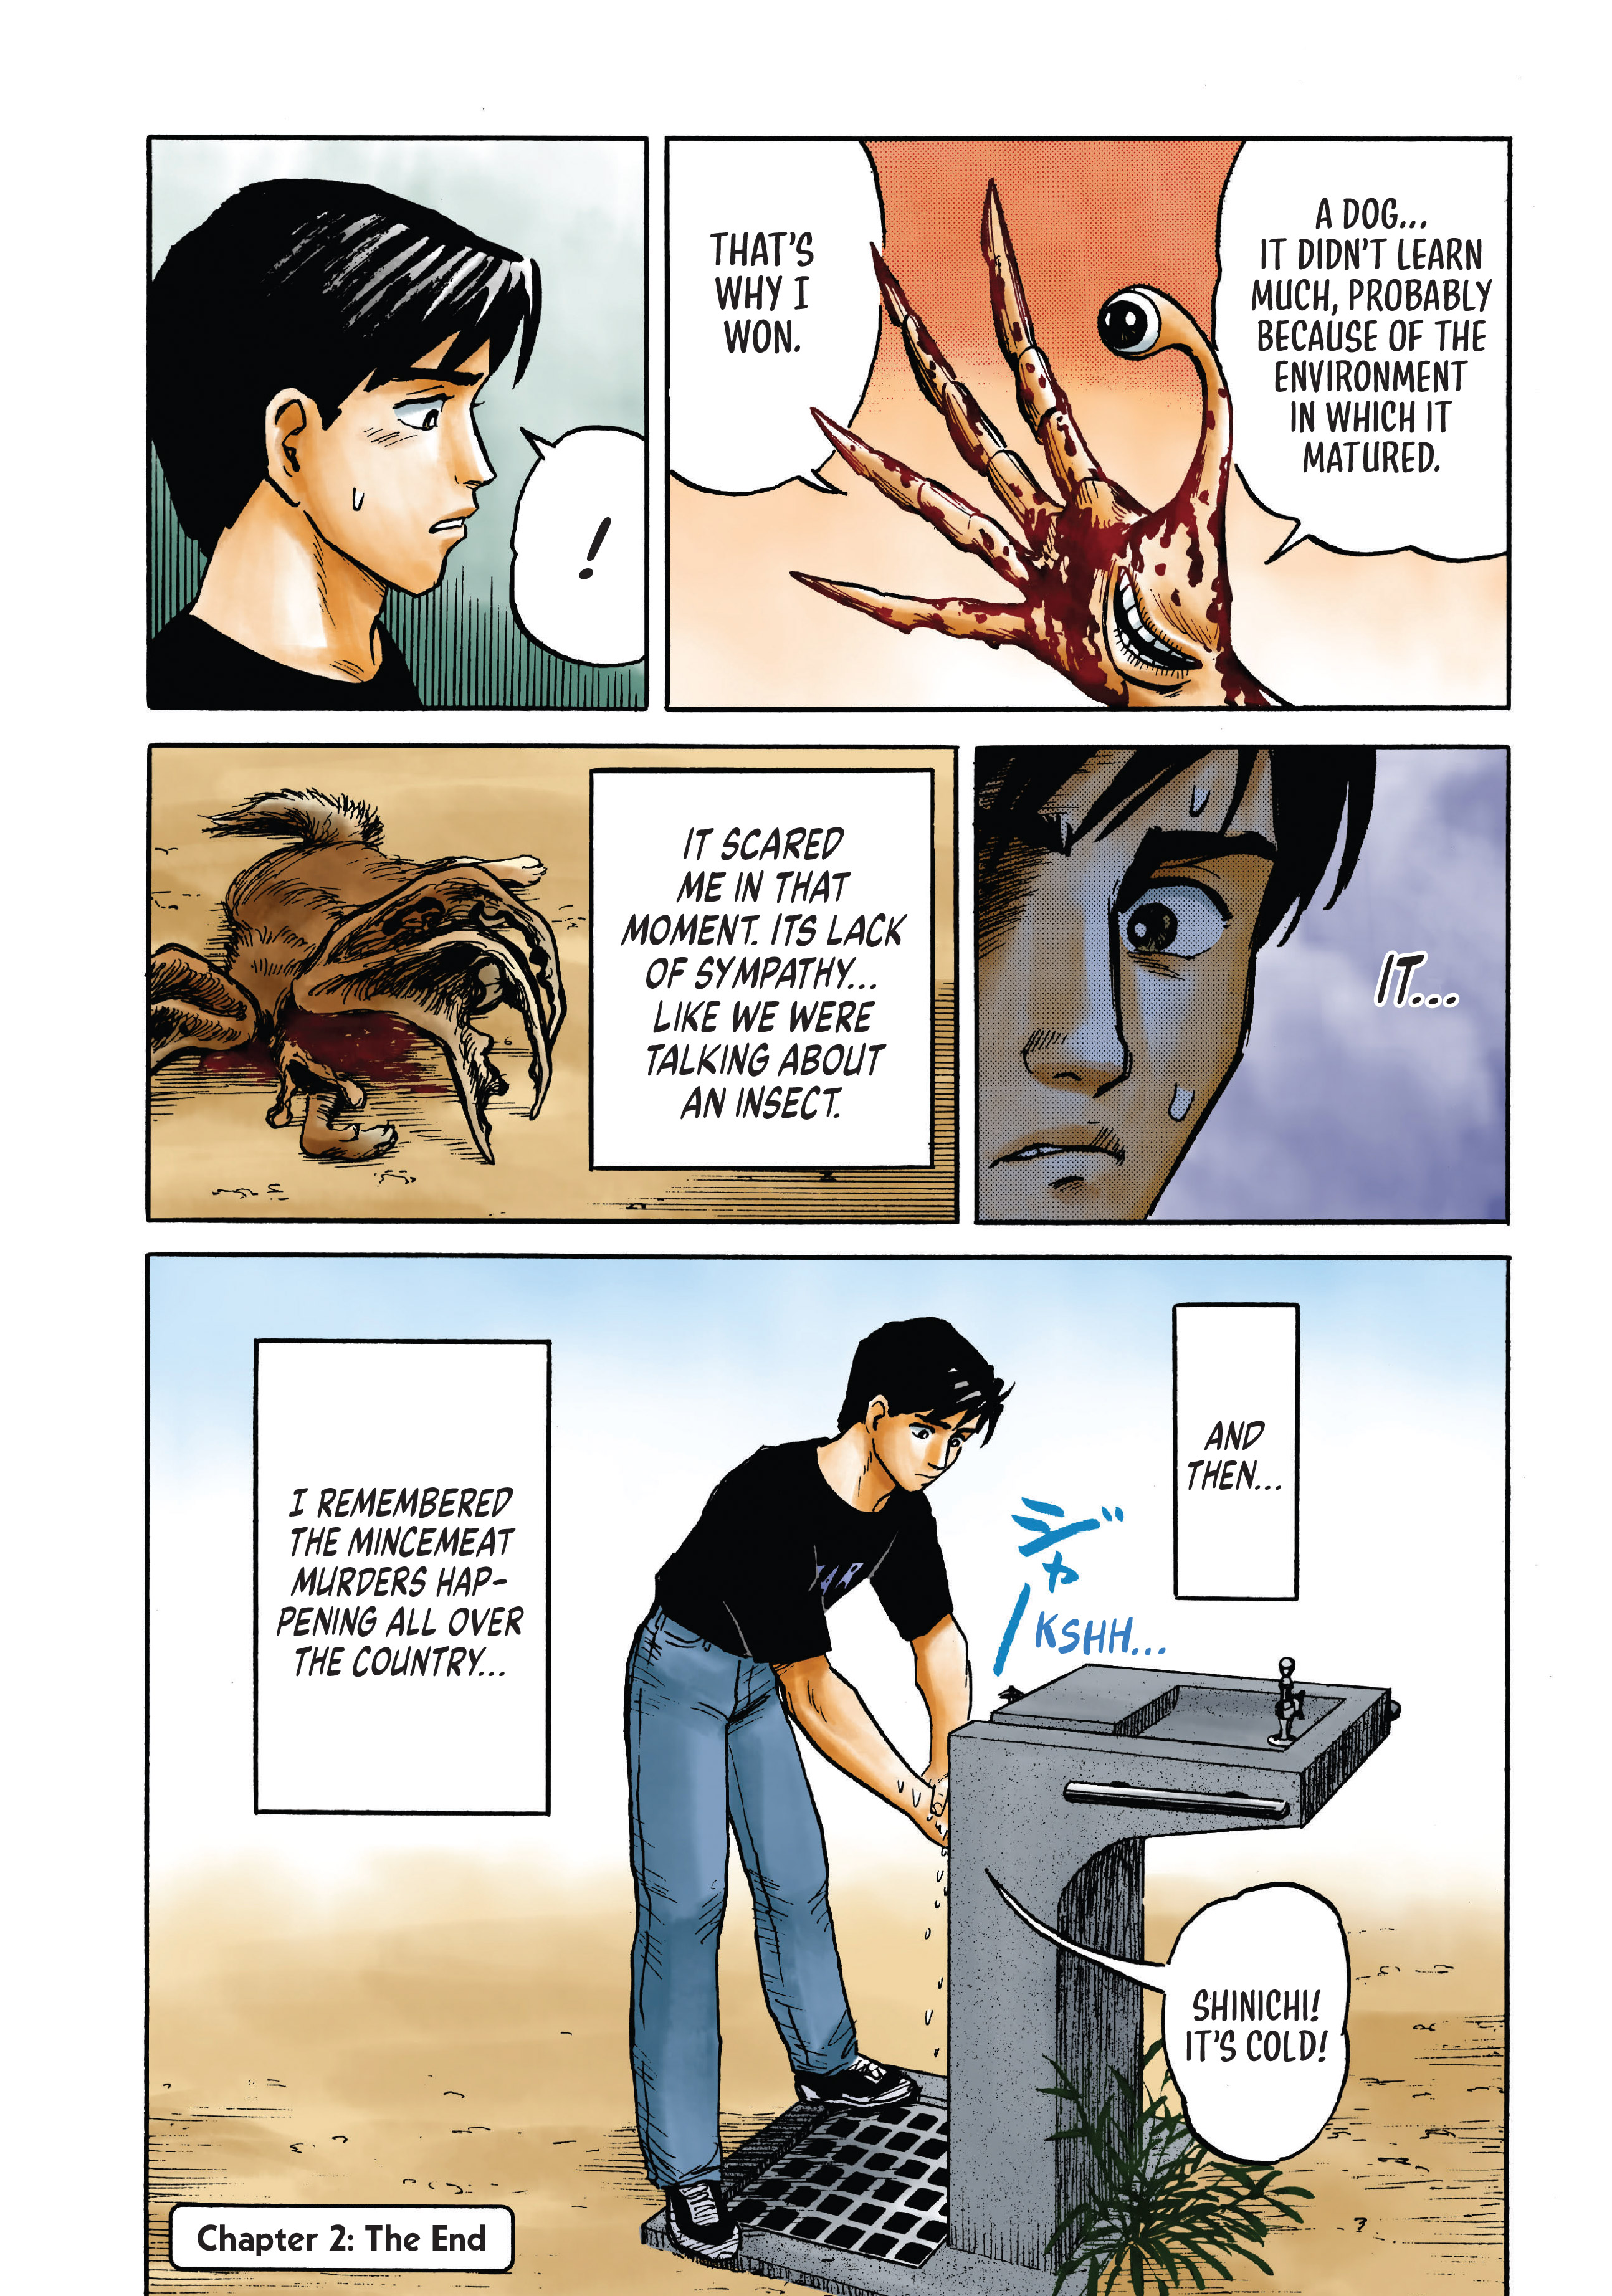 A DOG...
IT DIDN'T LEARN
MUCH, PROBABLY
BECAUSE OF THE
ENVIRONMENT
IN WHICH IT
MATURED.
THAT'S
WHY I
WON.
!
IT...
IT SCARED
ME IN THAT
MOMENT. ITS LACK
OF SYMPATHY...
LIKE WE WERE
TALKING ABOUT
AN INSECT.
AND
THEN...
ジャー
KSHH...
I REMEMBERED
THE MINCEMEAT
MURDERS HAP-
PENING ALL OVER
THE COUNTRY...
SHINICHI!
IT'S COLD!
Chapter 2: The End